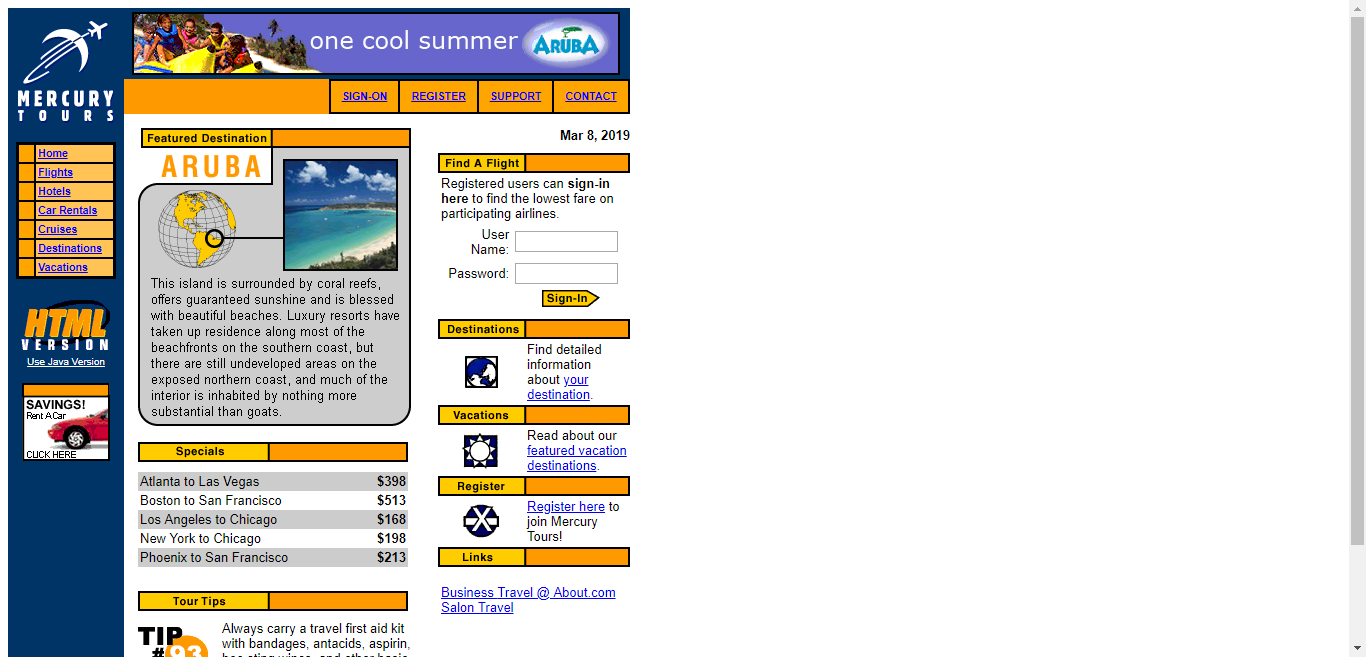 one cool summer ARUBA
MERCURY
TOURS
SIGN-ON REGISTER SUPPORT CONTACT
Home
Flights
Hotels
Car Rentals
Cruises
Destinations
Vacations
HTML
VERSION
Use Java Version
SAVINGS!
Rent A Car
CLICK HERE
Featured Destination
ARUBA
This island is surrounded by coral reefs,
offers guaranteed sunshine and is blessed
with beautiful beaches. Luxury resorts have
taken up residence along most of the
beachfronts on the southern coast, but
there are still undeveloped areas on the
exposed northern coast, and much of the
interior is inhabited by nothing more
substantial than goats.
Specials
Atlanta to Las Vegas $398
Boston to San Francisco $513
Los Angeles to Chicago $168
New York to Chicago $198
Phoenix to San Francisco $213
Tour Tips
TIP
#93
Always carry a travel first aid kit
with bandages, antacids, aspirin,
Mar 8, 2019
Find A Flight
Registered users can sign-in
here to find the lowest fare on
participating airlines.
User
Name:
Password:
Sign-In
Destinations
Find detailed
information
about your
destination.
Vacations
Read about our
featured vacation
destinations.
Register
Register here to
join Mercury
Tours!
Links
Business Travel @ About.com
Salon Travel